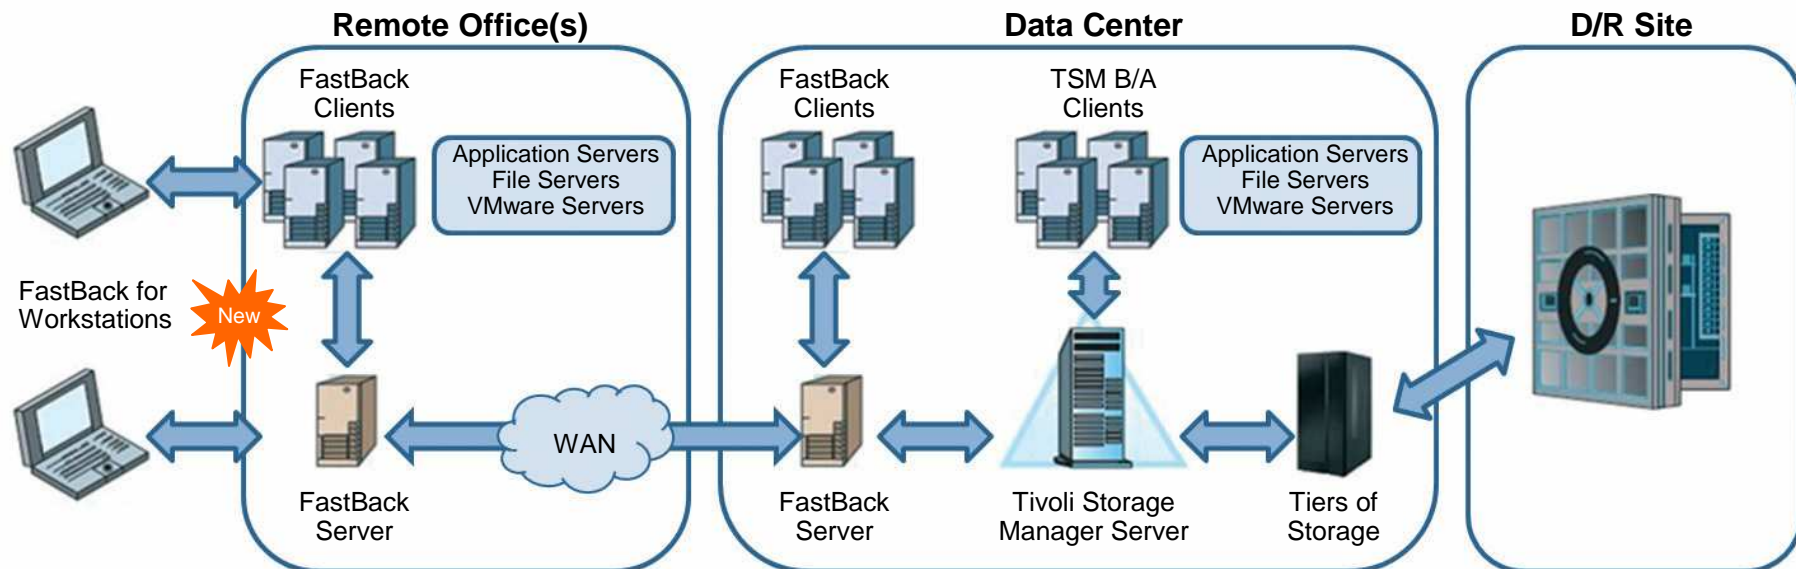 Remote Office(s)
Data Center
D/R Site
FastBack
Clients
Application Servers
File Servers
VMware Servers
FastBack
Clients
TSM B/A
Clients
Application Servers
File Servers
VMware Servers
FastBack for
Workstations
New
WAN
FastBack
Server
FastBack
Server
Tivoli Storage
Manager Server
Tiers of
Storage